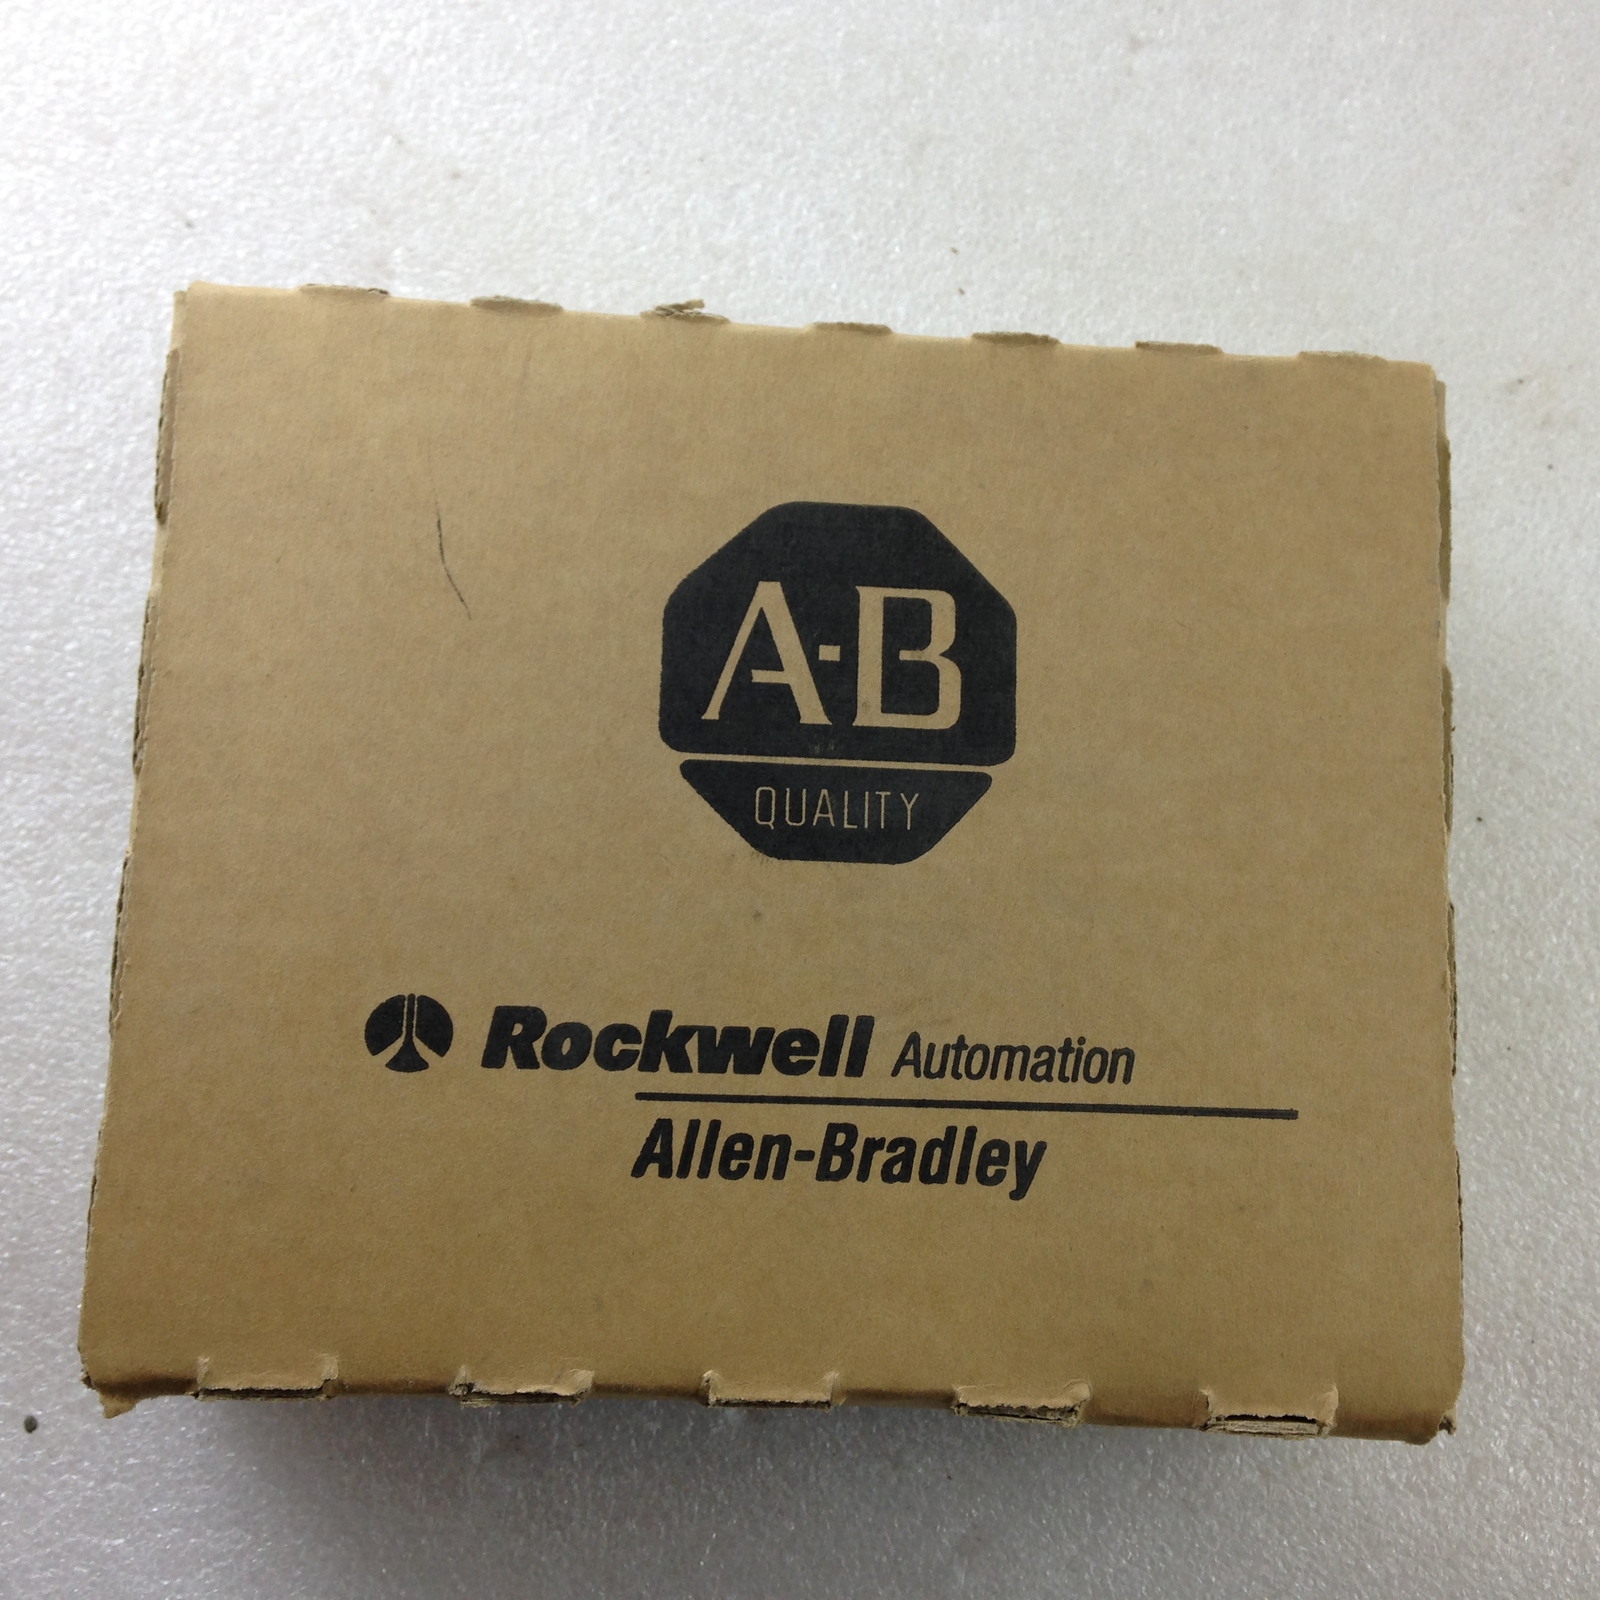 A-B
QUALITY
Rockwell Automation
Allen-Bradley